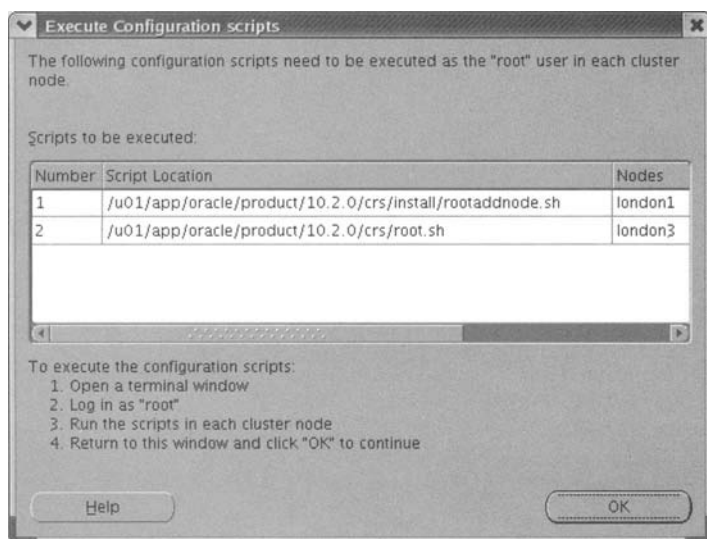 Execute Configuration scripts
The following configuration scripts need to be executed as the "root" user in each cluster
node.
Scripts to be executed:
Number Script Location Nodes
1 /u01/app/oracle/product/10.2.0/crs/install/rootaddnode.sh london1
2 /u01/app/oracle/product/10.2.0/crs/root.sh london3
To execute the configuration scripts:
1. Open a terminal window
2. Log in as "root"
3. Run the scripts in each cluster node
4. Return to this window and click "OK" to continue
Help OK